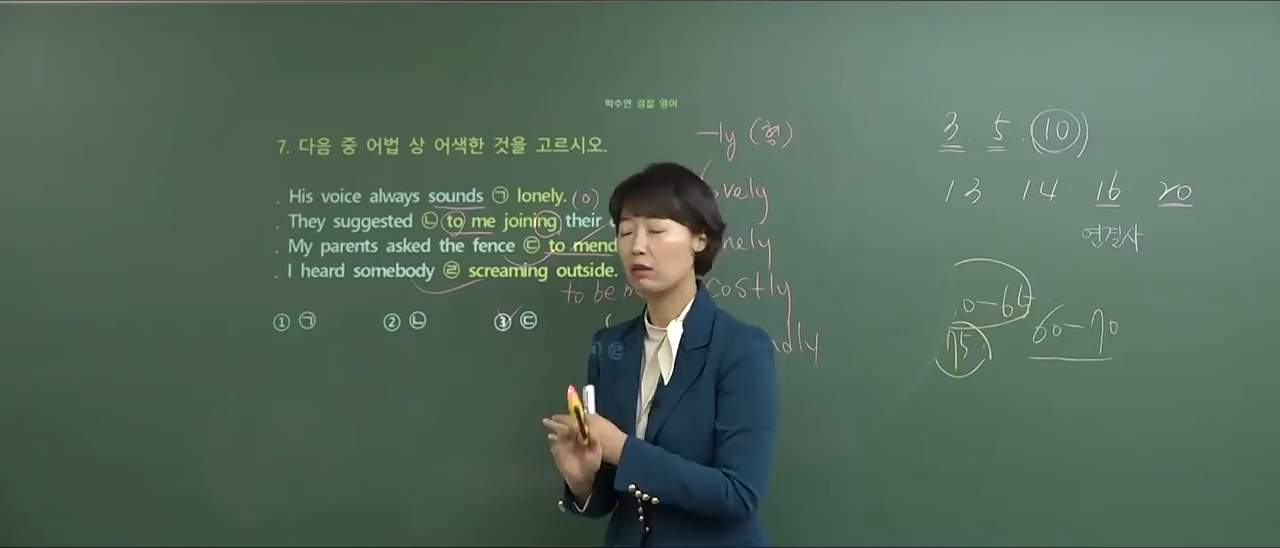 박수연 경찰 영어
7. 다음 중 어법 상 어색한 것을 고르시오.
. His voice always sounds ㉠ lonely. (o)
. They suggested ㉡ to me joining their
. My parents asked the fence ㉢ to mend
. I heard somebody ㉣ screaming outside.
to be
① ㉠ ② ㉡ ③ ㉢
㉣
-ly (형)
costly
3. 5. (10)
13 14 16 20
연결사
75
60-70